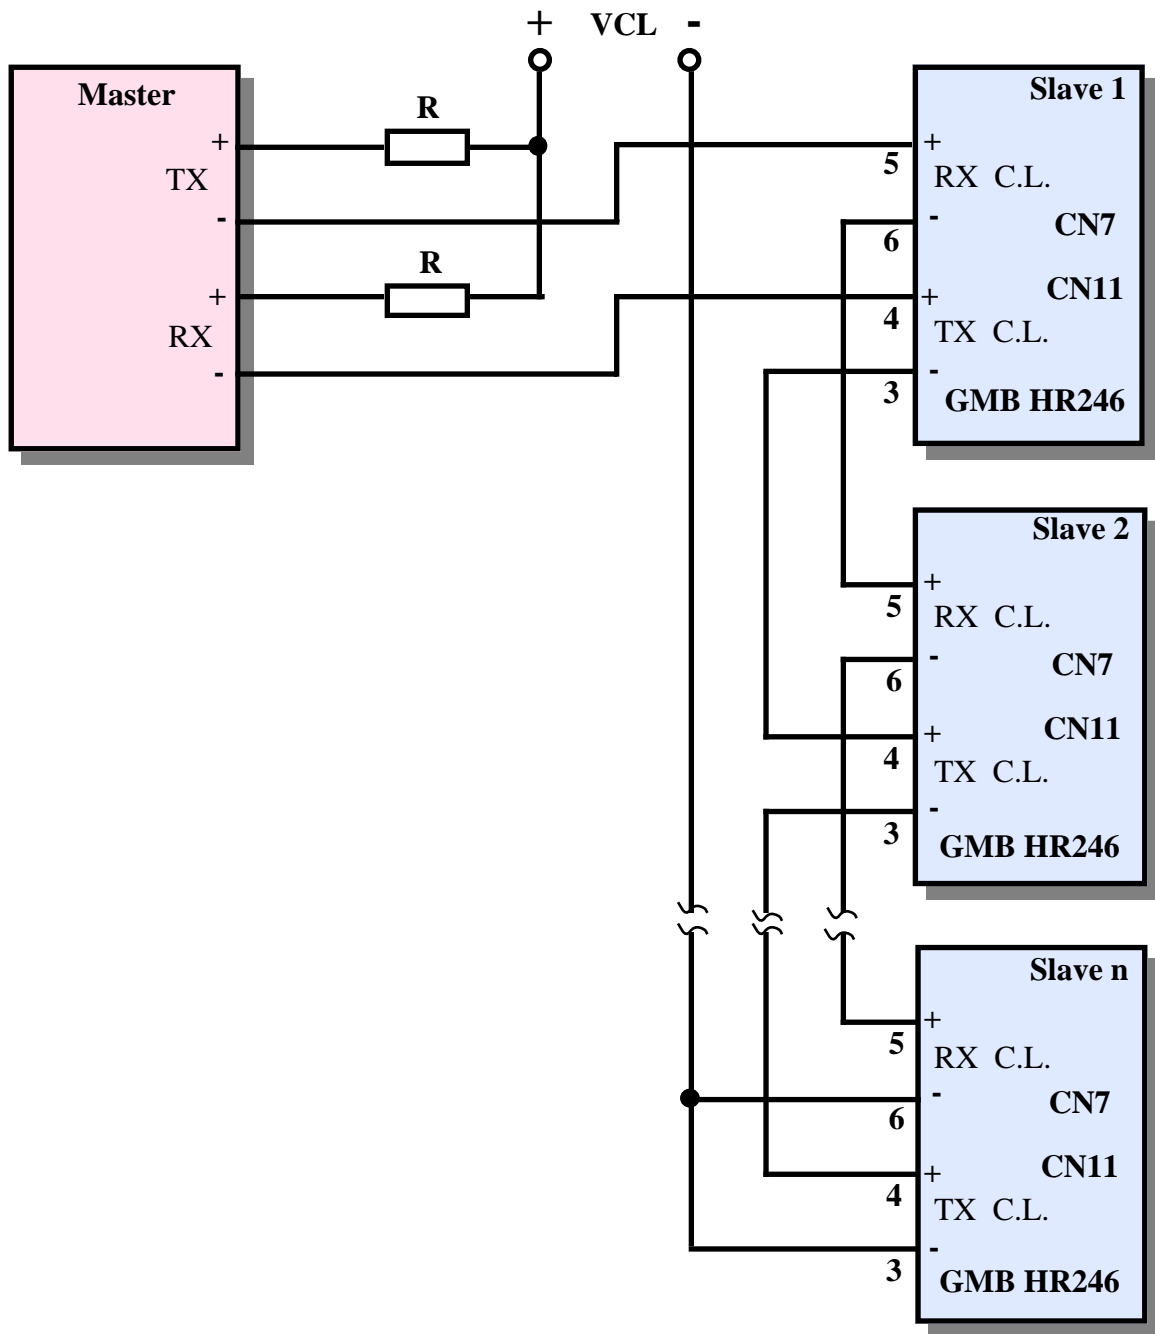 + VCL -
Master
R
+
TX
-
R
+
RX
-
Slave 1
5 +
RX C.L.
-
6 CN7
CN11
+
4
TX C.L.
-
3
GMB HR246
Slave 2
+
5
RX C.L.
-
CN7
6
CN11
+
4
TX C.L.
-
3
GMB HR246
Slave n
+
5
RX C.L.
-
CN7
6
CN11
+
4
TX C.L.
-
3
GMB HR246